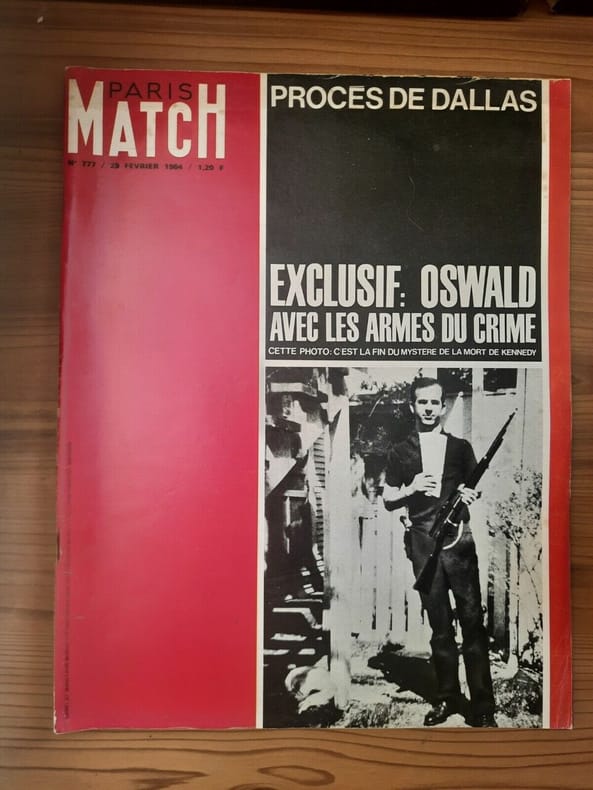 PARIS
MATCH
N° 777 / 29 FEVRIER 1964 / 1,20 F
PROCÈS DE DALLAS
EXCLUSIF: OSWALD
AVEC LES ARMES DU CRIME
CETTE PHOTO: C'EST LA FIN DU MYSTERE DE LA MORT DE KENNEDY